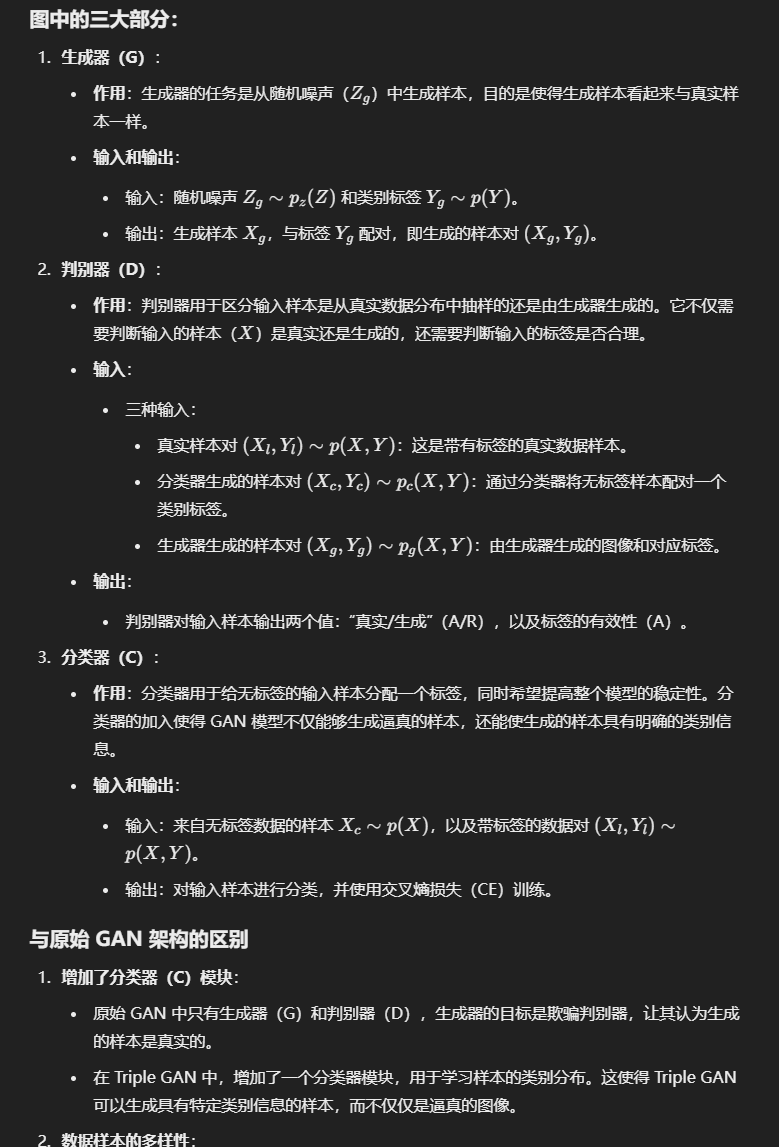 图中的三大部分：
1. 生成器（G）：
• 作用：生成器的任务是从随机噪声（Z_g）中生成样本，目的是使得生成样本看起来与真实样
本一样。
• 输入和输出：
• 输入：随机噪声 Z_g ∼ p_z(Z) 和类别标签 Y_g ∼ p(Y)。
• 输出：生成样本 X_g，与标签 Y_g 配对，即生成的样本对 (X_g, Y_g)。
2. 判别器（D）：
• 作用：判别器用于区分输入样本是从真实数据分布中抽样的还是由生成器生成的。它不仅需
要判断输入的样本（X）是真实还是生成的，还需要判断输入的标签是否合理。
• 输入：
• 三种输入：
• 真实样本对 (X_l, Y_l) ∼ p(X, Y)：这是带有标签的真实数据样本。
• 分类器生成的样本对 (X_c, Y_c) ∼ p_c(X, Y)：通过分类器将无标签样本配对一个
类别标签。
• 生成器生成的样本对 (X_g, Y_g) ∼ p_g(X, Y)：由生成器生成的图像和对应标签。
• 输出：
• 判别器对输入样本输出两个值：“真实/生成”（A/R），以及标签的有效性（A）。
3. 分类器（C）：
• 作用：分类器用于给无标签的输入样本分配一个标签，同时希望提高整个模型的稳定性。分
类器的加入使得 GAN 模型不仅能够生成逼真的样本，还能使生成的样本具有明确的类别信
息。
• 输入和输出：
• 输入：来自无标签数据的样本 X_c ∼ p(X)，以及带标签的数据对 (X_l, Y_l) ∼
p(X, Y)。
• 输出：对输入样本进行分类，并使用交叉熵损失（CE）训练。
与原始 GAN 架构的区别
1. 增加了分类器（C）模块：
• 原始 GAN 中只有生成器（G）和判别器（D），生成器的目标是欺骗判别器，让其认为生成
的样本是真实的。
• 在 Triple GAN 中，增加了一个分类器模块，用于学习样本的类别分布。这使得 Triple GAN
可以生成具有特定类别信息的样本，而不仅仅是逼真的图像。
2. 数据样本的多样性：